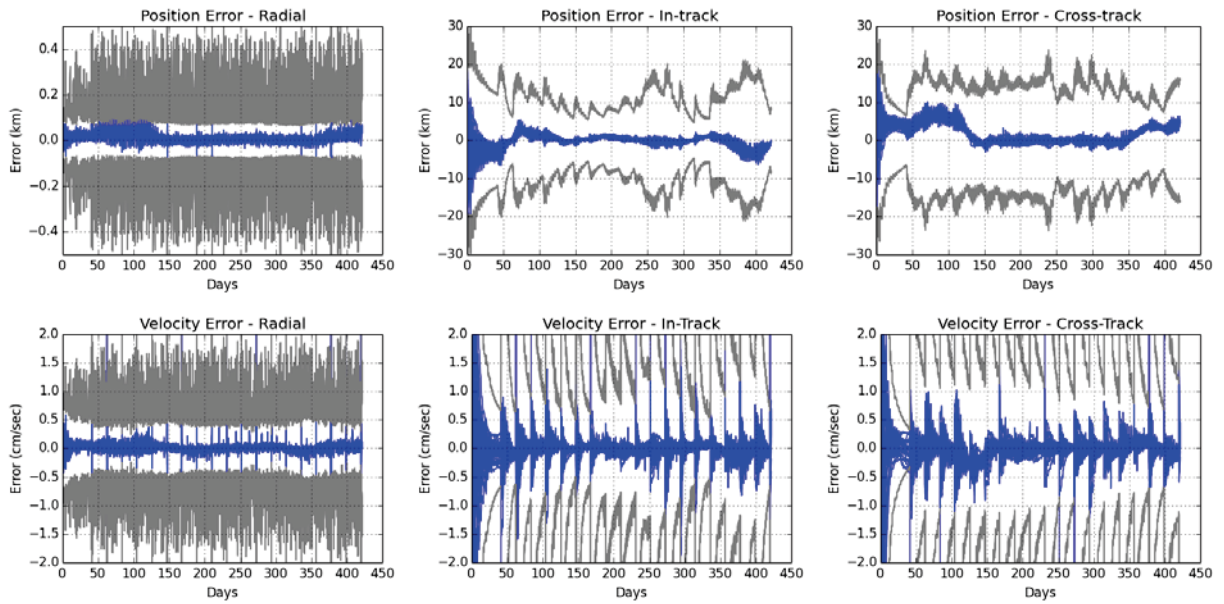 Position Error - Radial
Error (km)
0.4
0.2
0.0
−0.2
−0.4
0 50 100 150 200 250 300 350 400 450
Days
Position Error - In-track
Error (km)
30
20
10
0
−10
−20
−30
0 50 100 150 200 250 300 350 400 450
Days
Position Error - Cross-track
Error (km)
30
20
10
0
−10
−20
−30
0 50 100 150 200 250 300 350 400 450
Days
Velocity Error - Radial
Error (cm/sec)
2.0
1.5
1.0
0.5
0.0
−0.5
−1.0
−1.5
−2.0
0 50 100 150 200 250 300 350 400 450
Days
Velocity Error - In-Track
Error (cm/sec)
2.0
1.5
1.0
0.5
0.0
−0.5
−1.0
−1.5
−2.0
0 50 100 150 200 250 300 350 400 450
Days
Velocity Error - Cross-Track
Error (cm/sec)
2.0
1.5
1.0
0.5
0.0
−0.5
−1.0
−1.5
−2.0
0 50 100 150 200 250 300 350 400 450
Days